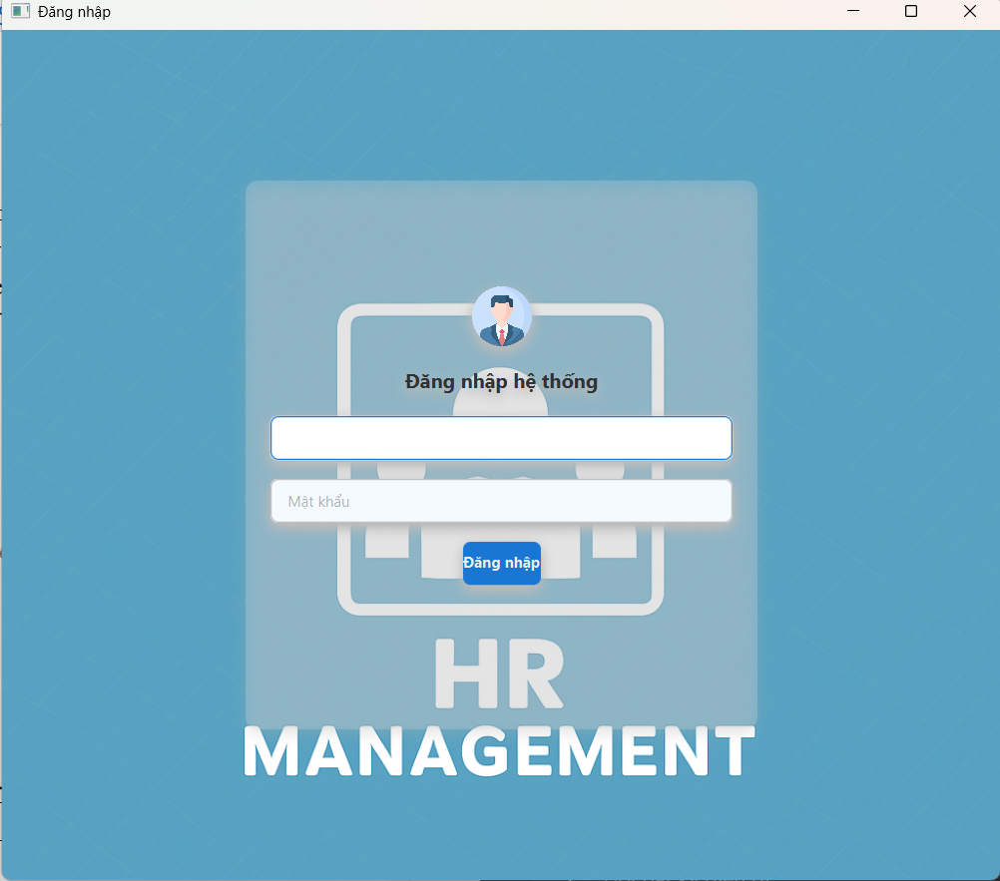 Đăng nhập
Đăng nhập hệ thống
Mật khẩu
Đăng nhập
HR
MANAGEMENT